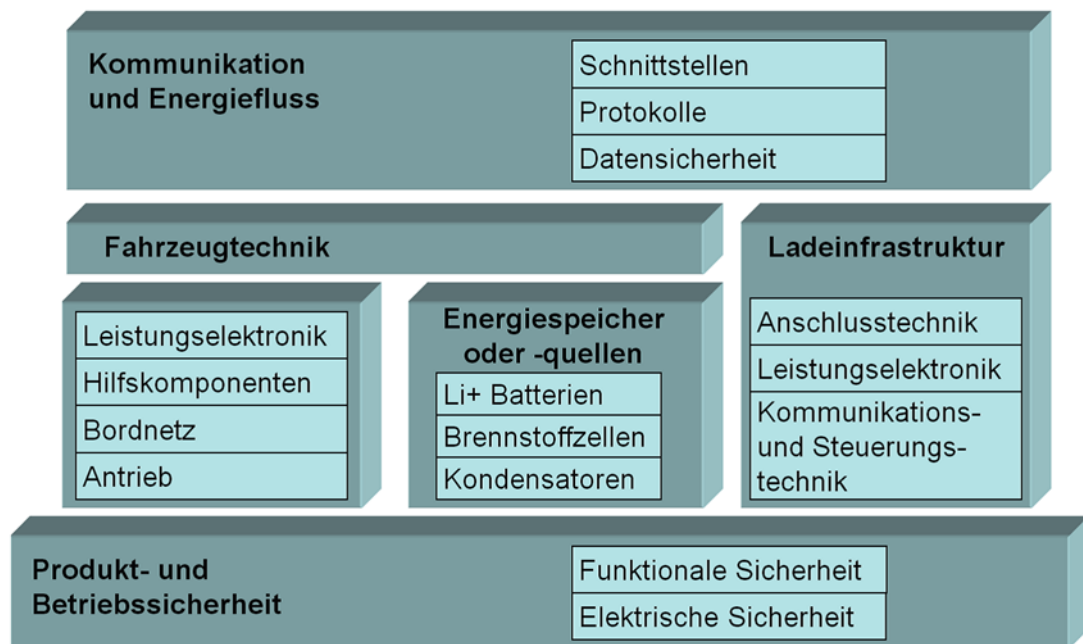 Kommunikation
und Energiefluss
Schnittstellen
Protokolle
Datensicherheit
Fahrzeugtechnik
Leistungselektronik
Hilfskomponenten
Bordnetz
Antrieb
Energiespeicher
oder -quellen
Li+ Batterien
Brennstoffzellen
Kondensatoren
Ladeinfrastruktur
Anschlusstechnik
Leistungselektronik
Kommunikations-
und Steuerungs-
technik
Produkt- und
Betriebssicherheit
Funktionale Sicherheit
Elektrische Sicherheit